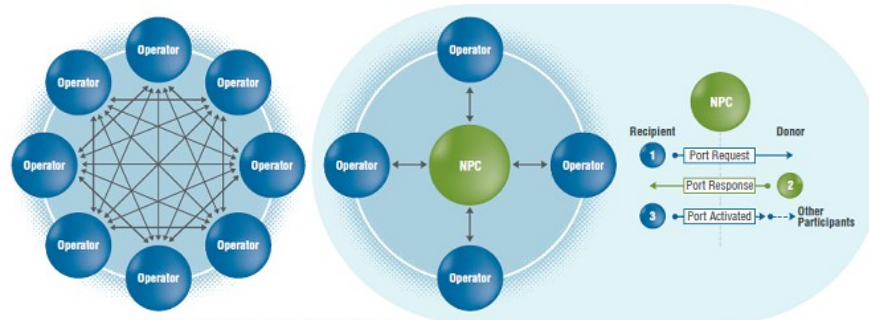 Operator
Operator
Operator
Operator
Operator
Operator
Operator
Operator
Operator
Operator
NPC
Operator
Operator
NPC
Recipient
Donor
1
Port Request
Port Response
2
3
Port Activated
Other
Participants